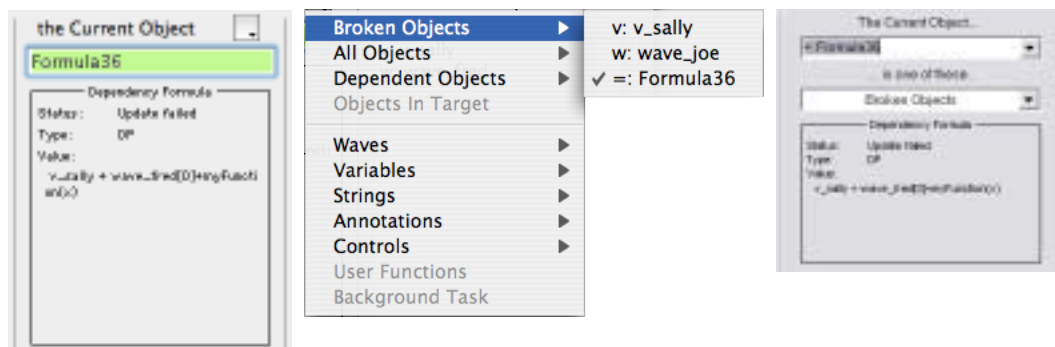 the Current Object
Formula36
Dependency Formula
Status: Update failed
Type: DP
Value:
v_sally + wave_fred[0]+myFuncti
on(x)
Broken Objects
All Objects
Dependent Objects
Objects In Target
Waves
Variables
Strings
Annotations
Controls
User Functions
Background Task
v: v_sally
w: wave_joe
✓ =: Formula36
The Current Object...
= Formula36
is one of these...
Broken Objects
Dependency Formula
Status: Update failed
Type: DP
Value:
v_sally + wave_fred[0]+myFunction(x)